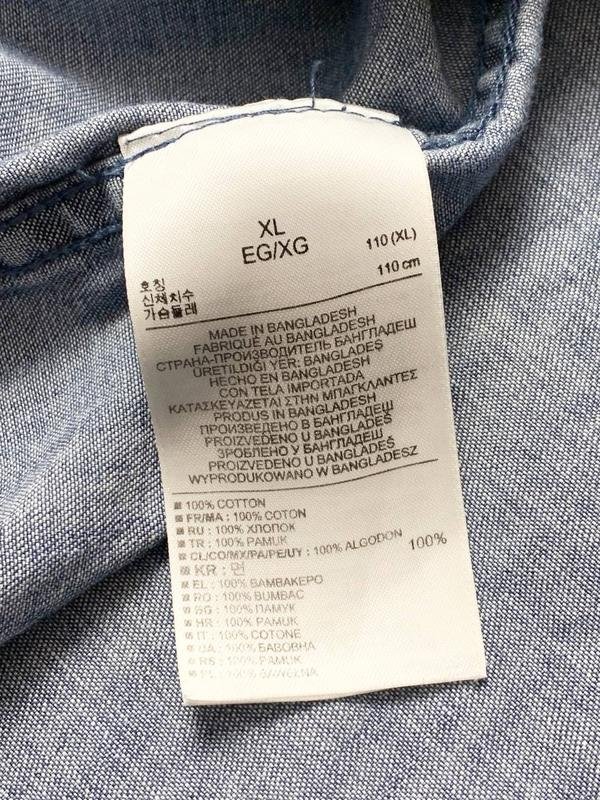 XL
EG/XG
110 (XL)
110 cm
호칭
신체치수
가슴둘레
MADE IN BANGLADESH
FABRIQUÉ AU BANGLADESH
СТРАНА-ПРОИЗВОДИТЕЛЬ БАНГЛАДЕШ
ÜRETILDIĞI YER: BANGLADEŞ
HECHO EN BANGLADESH
CON TELA IMPORTADA
ΚΑΤΑΣΚΕΥΑΖΕΤΑΙ ΣΤΗΝ ΜΠΑΓΚΛΑΝΤΕΣ
PRODUS IN BANGLADESH
ПРОИЗВЕДЕНО В БАНГЛАДЕШ
PROIZVEDENO U BANGLADEŠ
ЗРОБЛЕНО У БАНГЛАДЕШ
PROIZVEDENO U BANGLADEŠ
WYPRODUKOWANO W BANGLADESZ
100% COTTON
FR/MA : 100% COTON
RU : 100% ХЛОПОК
TR : 100% PAMUK
CL/CO/MX/PA/PE/UY : 100% ALGODON
KR : 면 100%
EL : 100% ΒΑΜΒΑΚΕΡΟ
RO : 100% BUMBAC
BG : 100% ПАМУК
HR : 100% PAMUK
IT : 100% COTONE
UA : 100% БАВОВНА
RS : 100% PAMUK
PL : 100% BAWEŁNA